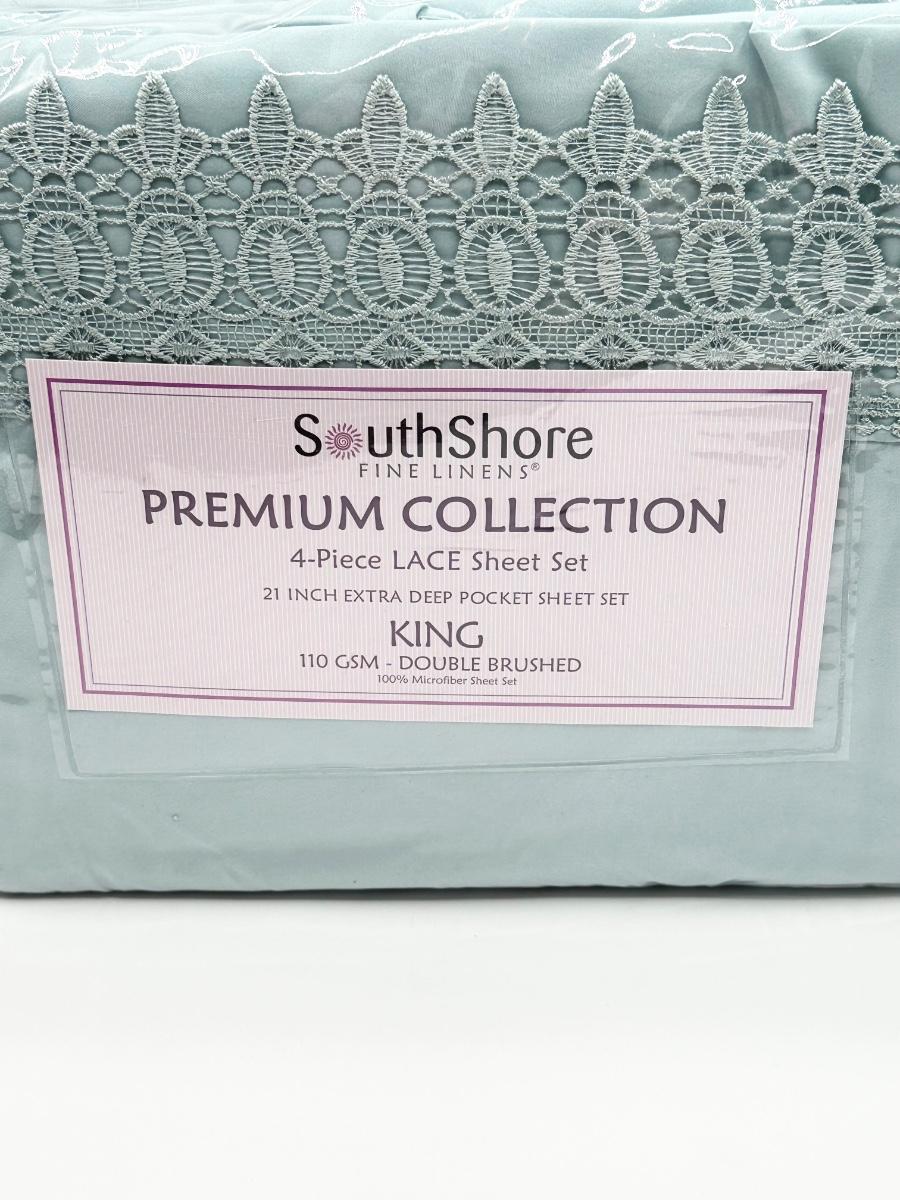 SouthShore
FINE LINENS®
PREMIUM COLLECTION
4-Piece LACE Sheet Set
21 INCH EXTRA DEEP POCKET SHEET SET
KING
110 GSM - DOUBLE BRUSHED
100% Microfiber Sheet Set